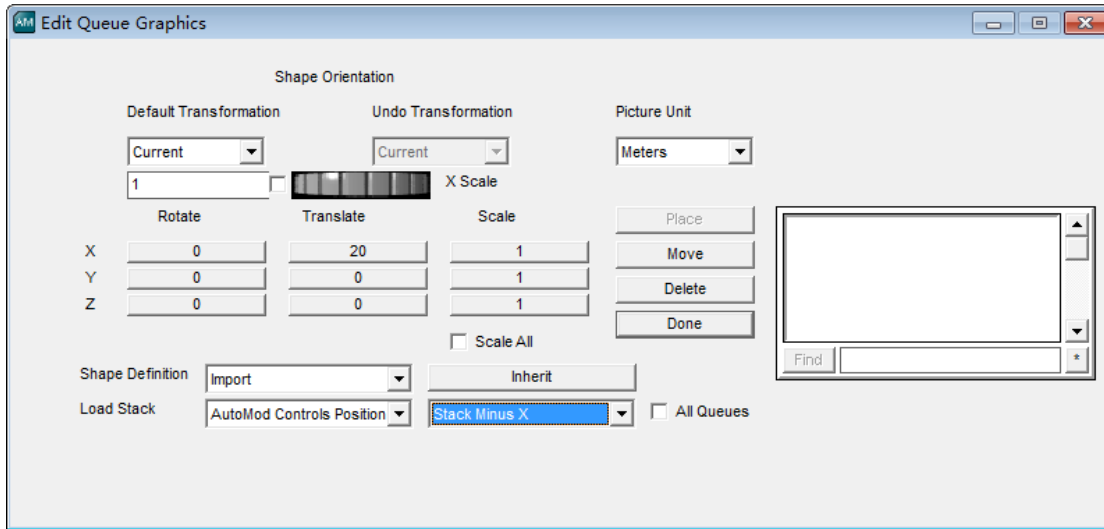 AM Edit Queue Graphics
Shape Orientation
Default Transformation Undo Transformation Picture Unit
Current Current Meters
1 X Scale
Rotate Translate Scale Place
X 0 20 1 Move
Y 0 0 1 Delete
Z 0 0 1 Done
Scale All
Find *
Shape Definition Import Inherit
Load Stack AutoMod Controls Position Stack Minus X All Queues